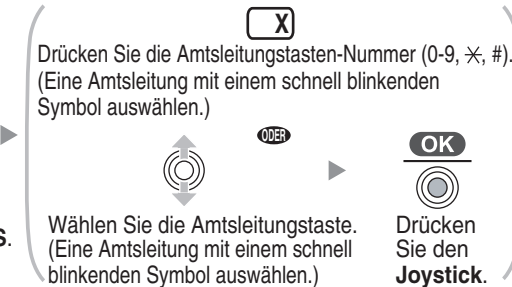 X
Drücken Sie die Amtsleitungstasten-Nummer (0-9, ✳, #).
(Eine Amtsleitung mit einem schnell blinkenden
Symbol auswählen.)
ODER
OK
S.
Wählen Sie die Amtsleitungstaste.
(Eine Amtsleitung mit einem schnell
blinkenden Symbol auswählen.)
Drücken
Sie den
Joystick.